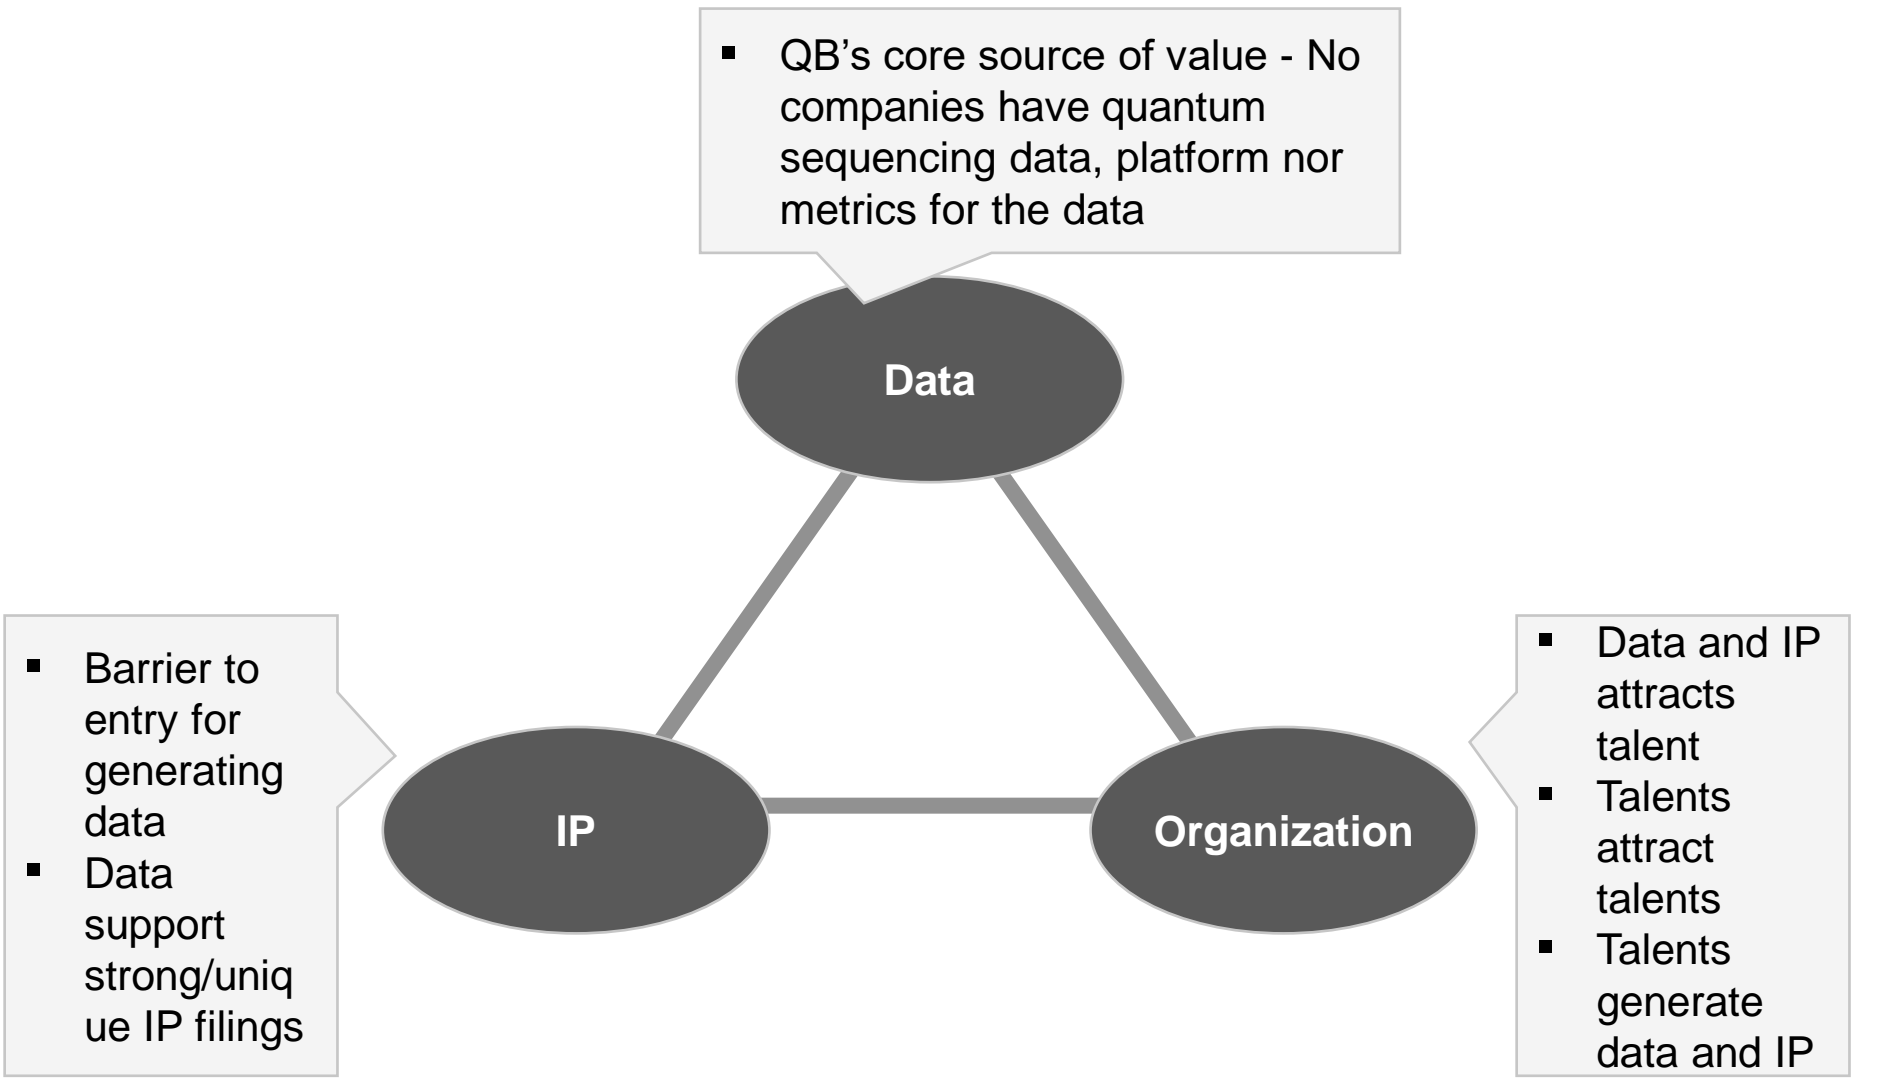 ▪ QB’s core source of value - No
companies have quantum
sequencing data, platform nor
metrics for the data
Data
▪ Barrier to
entry for
generating
data
▪ Data
support
strong/uniq
ue IP filings
IP
Organization
▪ Data and IP
attracts
talent
▪ Talents
attract
talents
▪ Talents
generate
data and IP